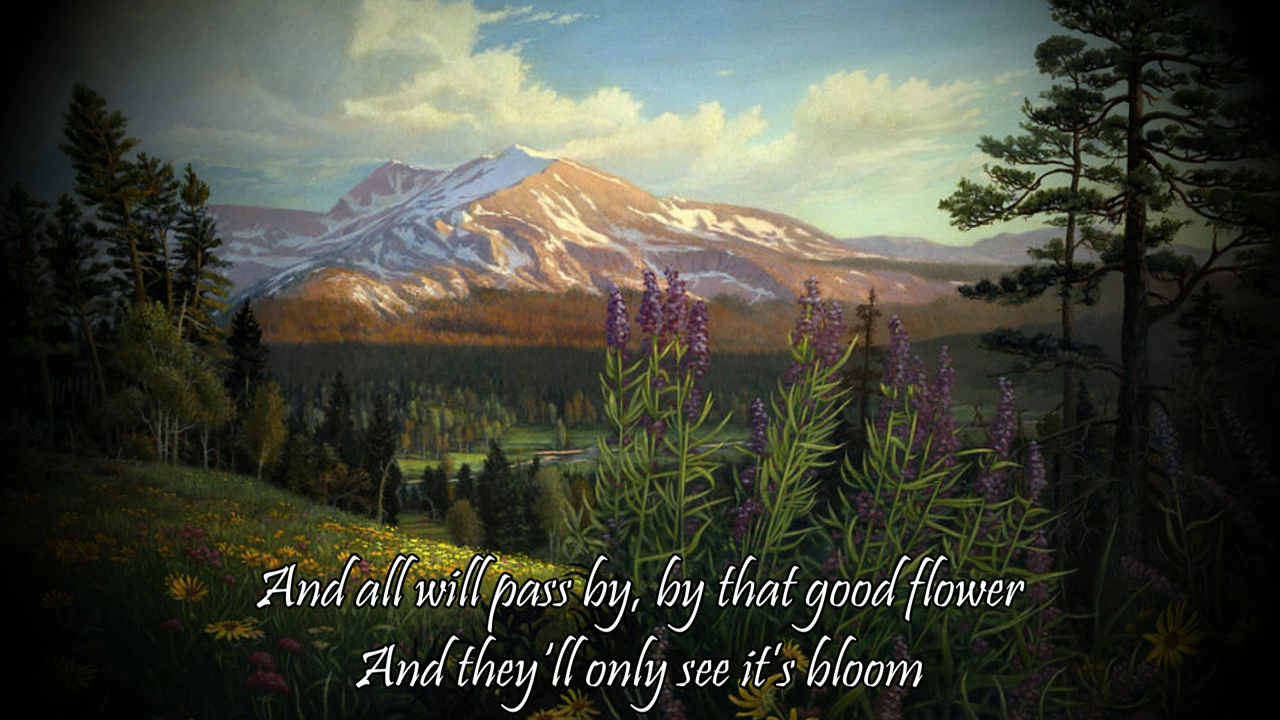 And all will pass by, by that good flower
And they'll only see it's bloom